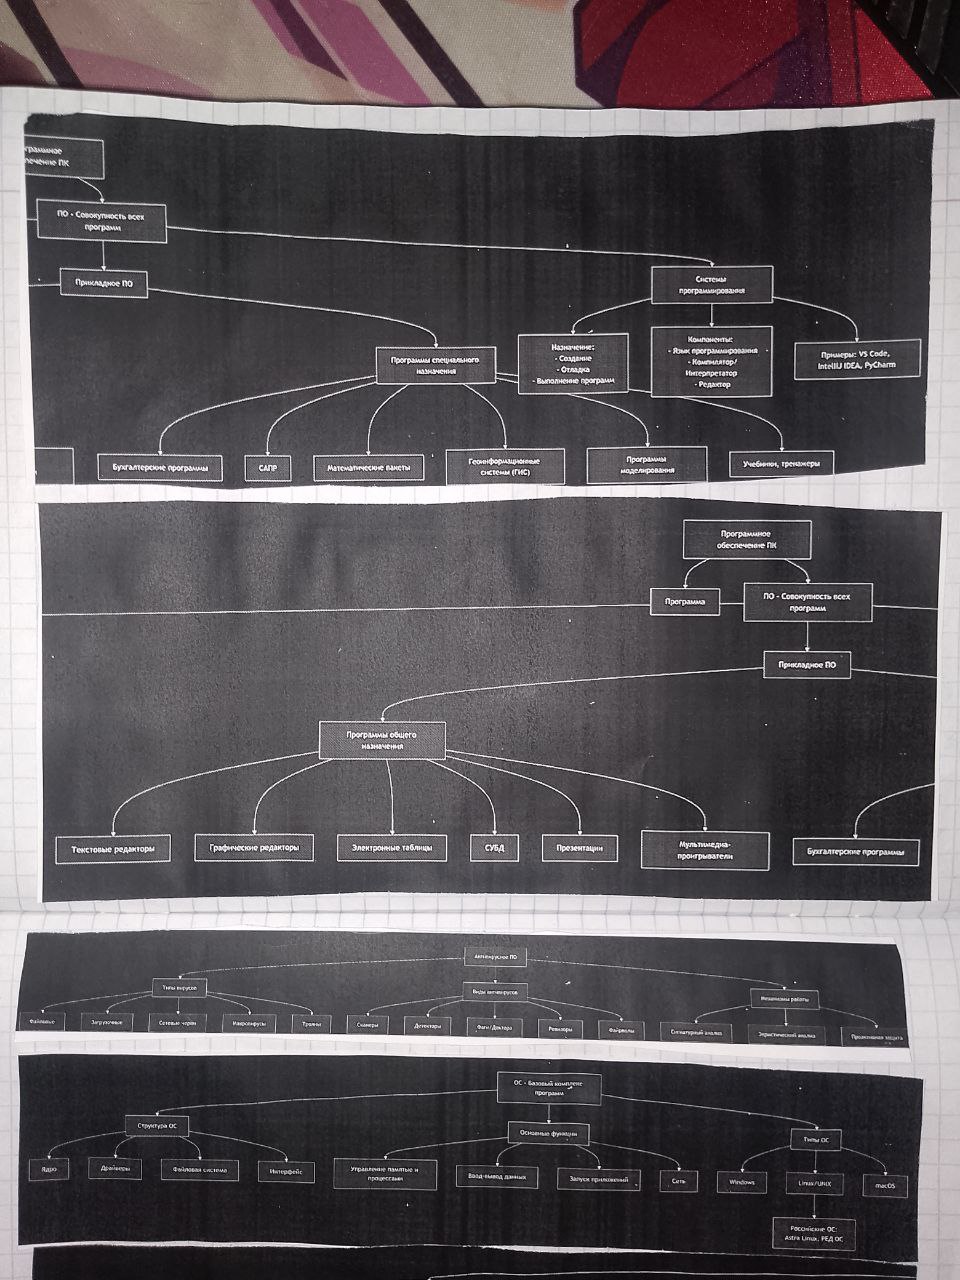 граммное
печение ПК
ПО - Совокупность всех
программ
Прикладное ПО
Системы
программирования
Программы специального
назначения
Назначение:
- Создание
- Отладка
- Выполнение программ
Компоненты:
- Язык программирования
- Компилятор/
Интерпретатор
- Редактор
Примеры: VS Code,
IntelliJ IDEA, PyCharm
Бухгалтерские программы
САПР
Математические пакеты
Геоинформационные
системы (ГИС)
Программы
моделирования
Учебники, тренажеры
Программное
обеспечение ПК
Программа
ПО - Совокупность всех
программ
Прикладное ПО
Программы общего
назначения
Текстовые редакторы
Графические редакторы
Электронные таблицы
СУБД
Презентации
Мультимедиа-
проигрыватели
Бухгалтерские программы
Антивирусное ПО
Типы вирусов
Виды антивирусов
Механизмы работы
Файловые
Загрузочные
Сетевые черви
Макровирусы
Трояны
Сканеры
Детекторы
Фаги/Доктора
Ревизоры
Файрволы
Сигнатурный анализ
Эвристический анализ
Проактивная защита
ОС - Базовый комплекс
программ
Структура ОС
Основные функции
Типы ОС
Ядро
Драйверы
Файловая система
Интерфейс
Управление памятью и
процессами
Ввод-вывод данных
Запуск приложений
Сеть
Windows
Linux/UNIX
macOS
Российские ОС:
Astra Linux, РЕД ОС